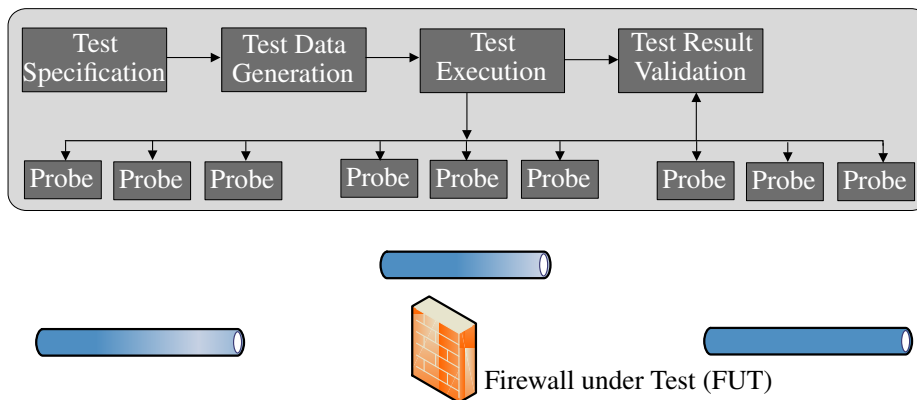 Test
Specification
Test Data
Generation
Test
Execution
Test Result
Validation
Probe
Probe
Probe
Probe
Probe
Probe
Probe
Probe
Probe
Firewall under Test (FUT)